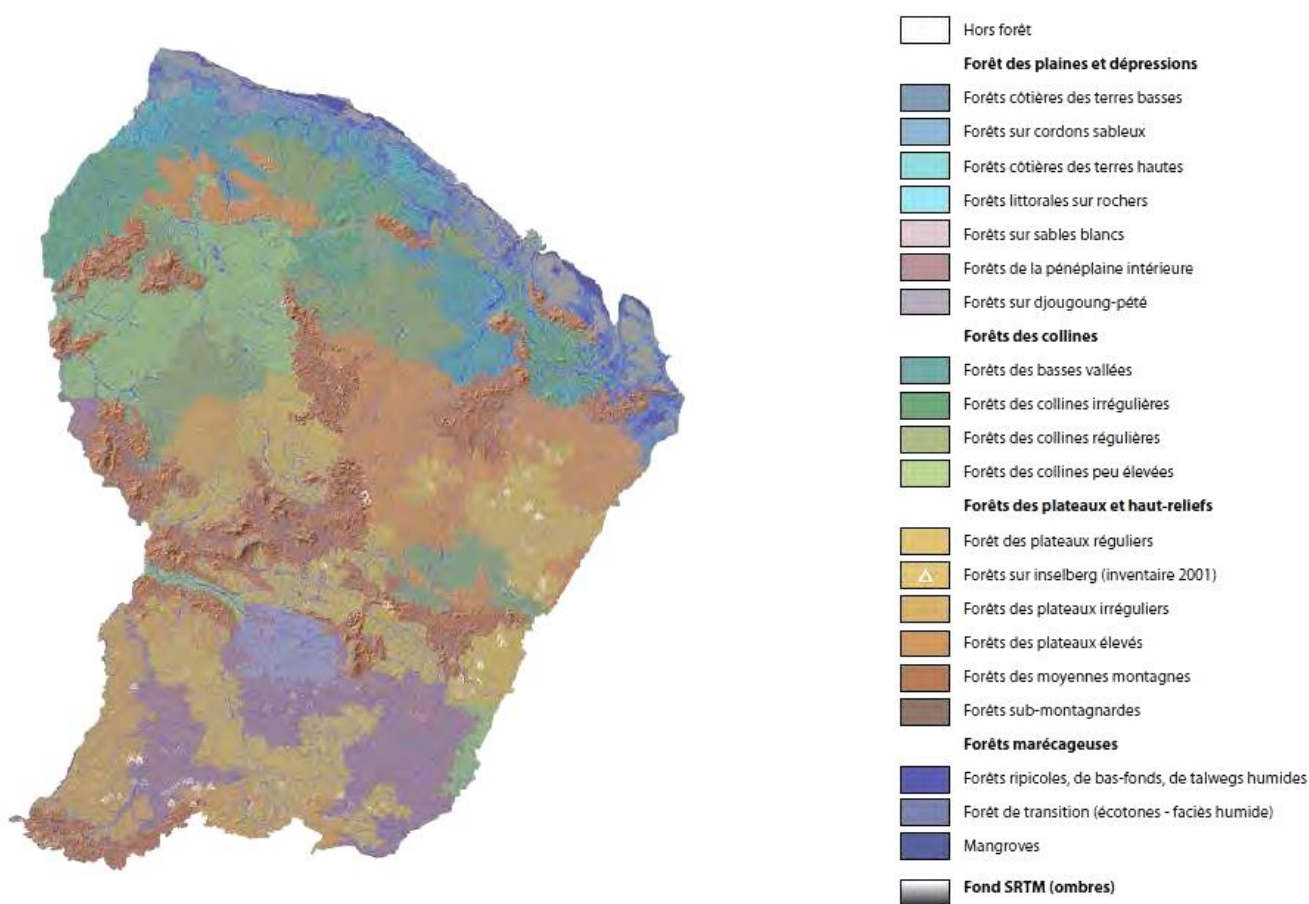 Hors forêt
Forêt des plaines et dépressions
Forêts côtières des terres basses
Forêts sur cordons sableux
Forêts côtières des terres hautes
Forêts littorales sur rochers
Forêts sur sables blancs
Forêts de la pénéplaine intérieure
Forêts sur djougoung-pété
Forêts des collines
Forêts des basses vallées
Forêts des collines irrégulières
Forêts des collines régulières
Forêts des collines peu élevées
Forêts des plateaux et haut-reliefs
Forêt des plateaux réguliers
Forêts sur inselberg (inventaire 2001)
Forêts des plateaux irréguliers
Forêts des plateaux élevés
Forêts des moyennes montagnes
Forêts sub-montagnardes
Forêts marécageuses
Forêts ripicoles, de bas-fonds, de talwegs humides
Forêt de transition (écotones - faciès humide)
Mangroves
Fond SRTM (ombres)